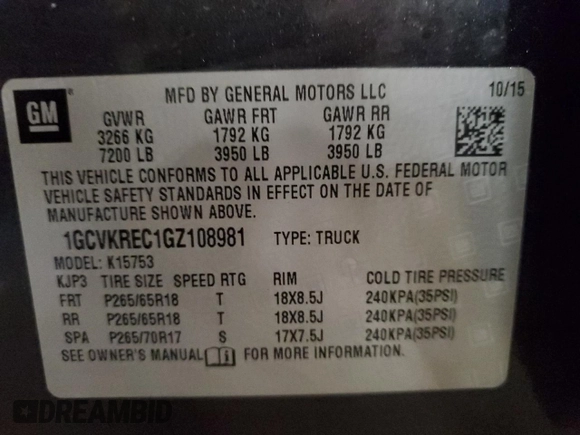 GM
MFD BY GENERAL MOTORS LLC 10/15
GVWR GAWR FRT GAWR RR
3266 KG 1792 KG 1792 KG
7200 LB 3950 LB 3950 LB
THIS VEHICLE CONFORMS TO ALL APPLICABLE U.S. FEDERAL MOTOR
VEHICLE SAFETY STANDARDS IN EFFECT ON THE DATE OF
MANUFACTURE SHOWN ABOVE.
1GCVKREC1GZ108981 TYPE: TRUCK
MODEL: K15753
KJP3 TIRE SIZE SPEED RTG RIM COLD TIRE PRESSURE
FRT P265/65R18 T 18X8.5J 240KPA(35PSI)
RR P265/65R18 T 18X8.5J 240KPA(35PSI)
SPA P265/70R17 S 17X7.5J 240KPA(35PSI)
SEE OWNER'S MANUAL FOR MORE INFORMATION.
DREAMBID